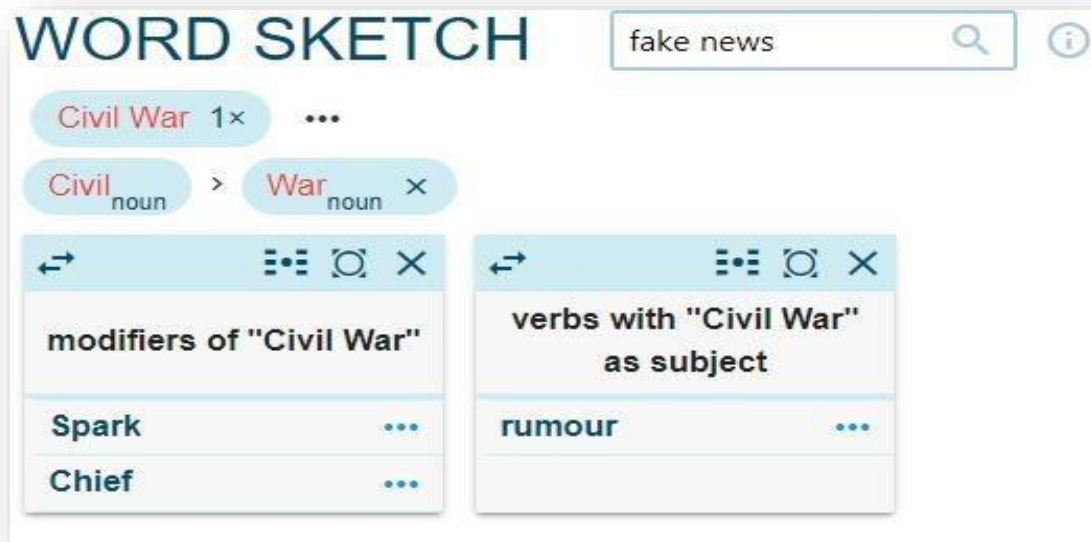 WORD SKETCH fake news
Civil War 1×
Civil noun > War noun ×
modifiers of "Civil War"
Spark
Chief
verbs with "Civil War"
as subject
rumour